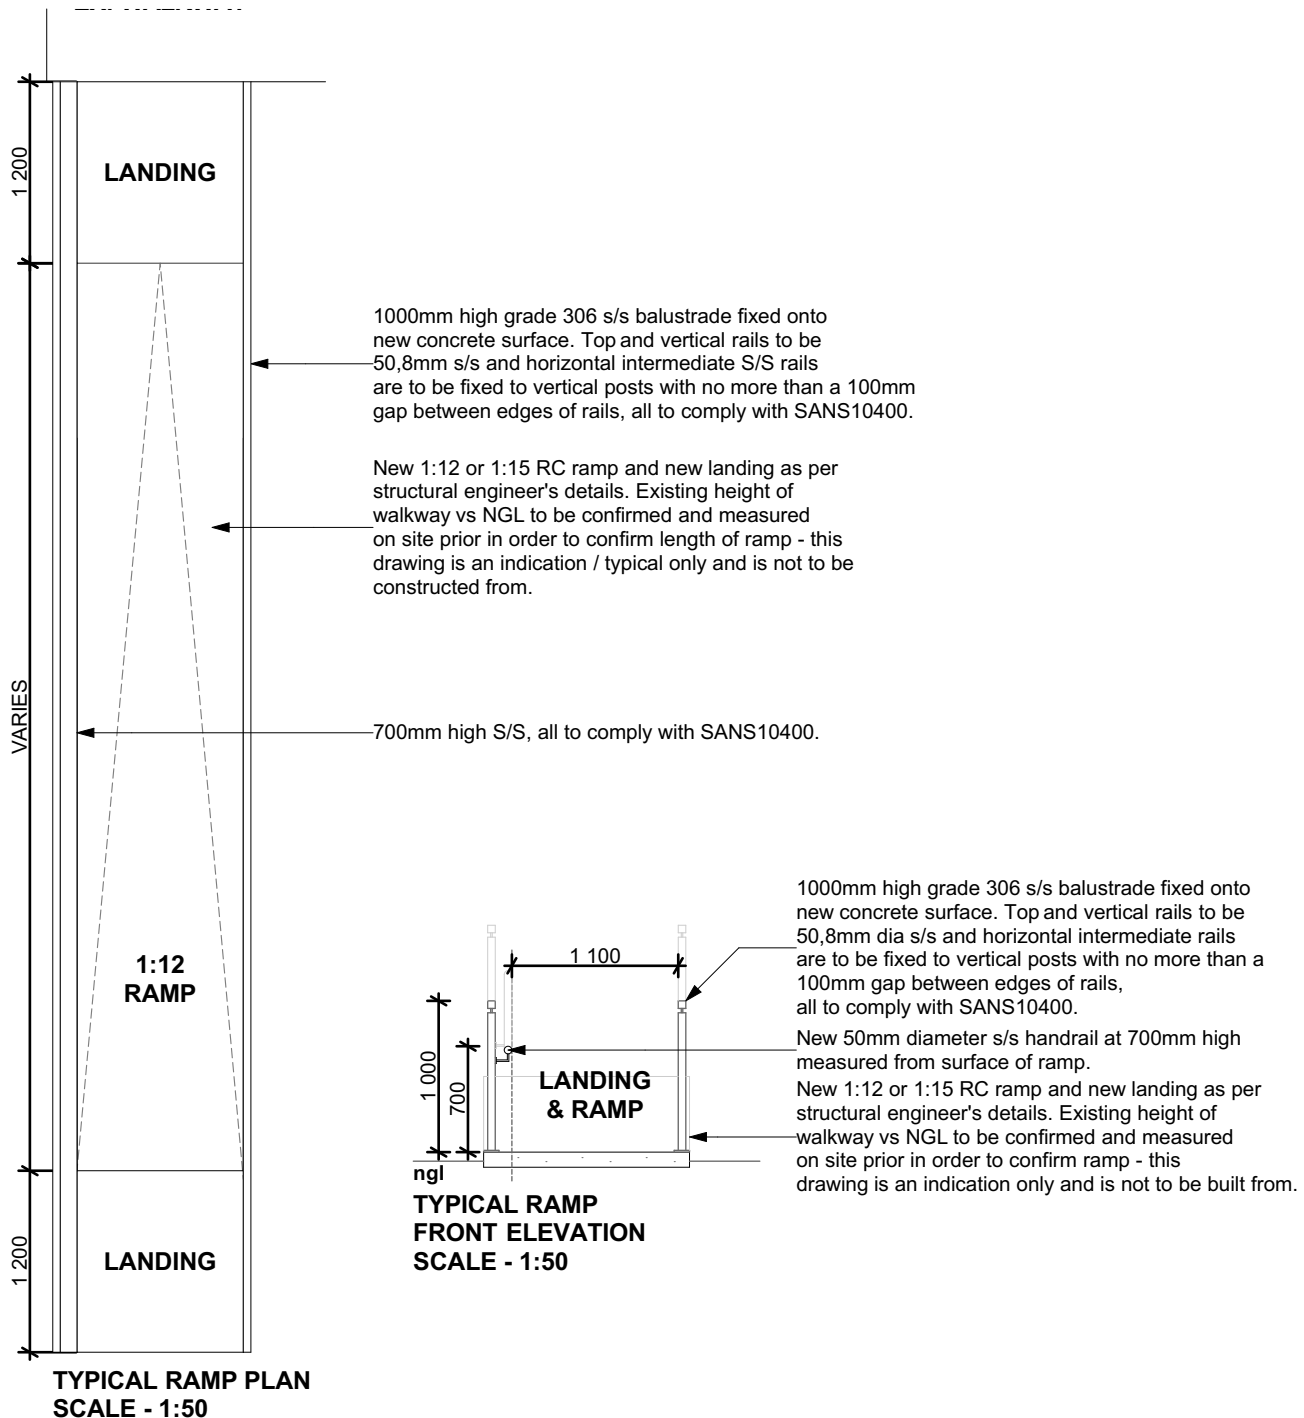 1 200
LANDING
1000mm high grade 306 s/s balustrade fixed onto
new concrete surface. Top and vertical rails to be
50,8mm s/s and horizontal intermediate S/S rails
are to be fixed to vertical posts with no more than a 100mm
gap between edges of rails, all to comply with SANS10400.
New 1:12 or 1:15 RC ramp and new landing as per
structural engineer's details. Existing height of
walkway vs NGL to be confirmed and measured
on site prior in order to confirm length of ramp - this
drawing is an indication / typical only and is not to be
constructed from.
VARIES
700mm high S/S, all to comply with SANS10400.
1:12
RAMP
1 200
LANDING
TYPICAL RAMP PLAN
SCALE - 1:50
1 100
1 000
700
LANDING
& RAMP
ngl
TYPICAL RAMP
FRONT ELEVATION
SCALE - 1:50
1000mm high grade 306 s/s balustrade fixed onto
new concrete surface. Top and vertical rails to be
50,8mm dia s/s and horizontal intermediate rails
are to be fixed to vertical posts with no more than a
100mm gap between edges of rails,
all to comply with SANS10400.
New 50mm diameter s/s handrail at 700mm high
measured from surface of ramp.
New 1:12 or 1:15 RC ramp and new landing as per
structural engineer's details. Existing height of
walkway vs NGL to be confirmed and measured
on site prior in order to confirm ramp - this
drawing is an indication only and is not to be built from.